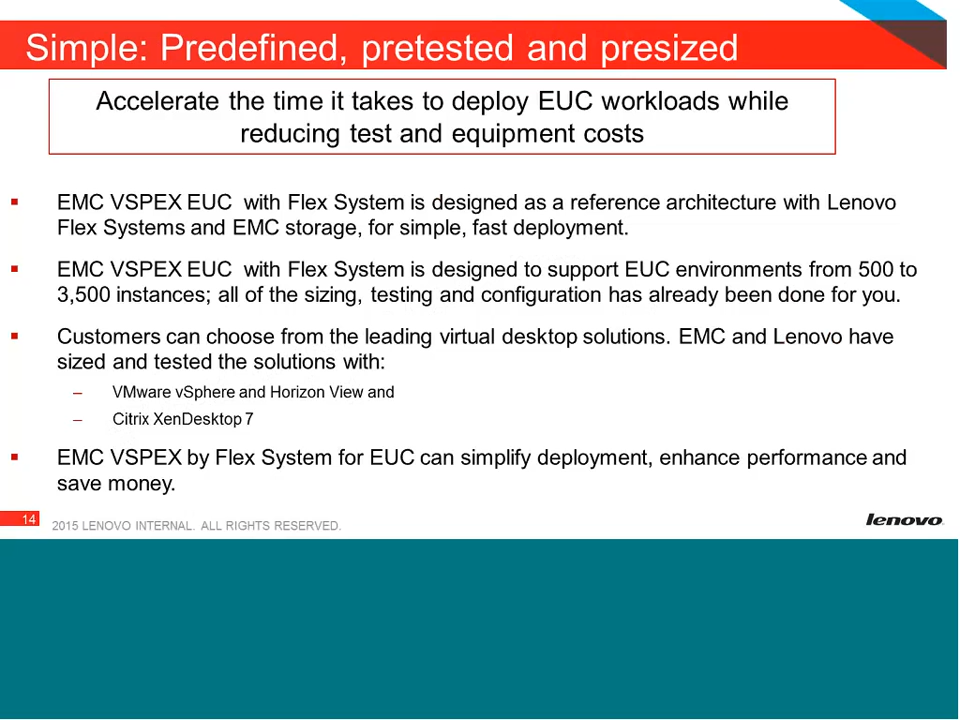 Simple: Predefined, pretested and presized
Accelerate the time it takes to deploy EUC workloads while
reducing test and equipment costs
▪ EMC VSPEX EUC with Flex System is designed as a reference architecture with Lenovo
Flex Systems and EMC storage, for simple, fast deployment.
▪ EMC VSPEX EUC with Flex System is designed to support EUC environments from 500 to
3,500 instances; all of the sizing, testing and configuration has already been done for you.
▪ Customers can choose from the leading virtual desktop solutions. EMC and Lenovo have
sized and tested the solutions with:
– VMware vSphere and Horizon View and
– Citrix XenDesktop 7
▪ EMC VSPEX by Flex System for EUC can simplify deployment, enhance performance and
save money.
14
2015 LENOVO INTERNAL. ALL RIGHTS RESERVED.
lenovo